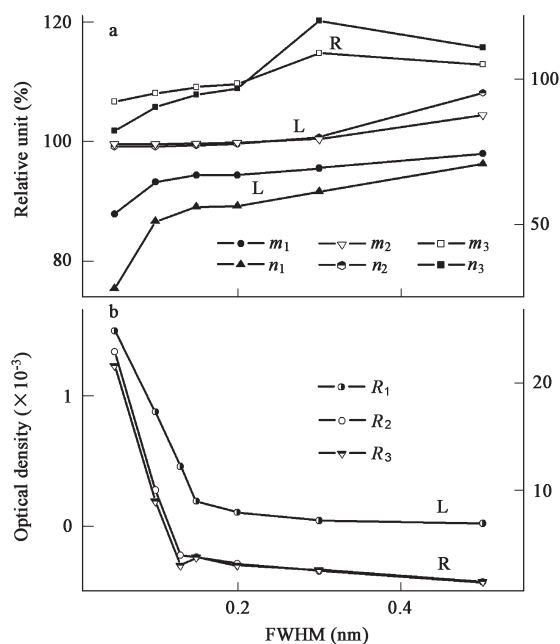 120
a
R
100
Relative unit (%)
100
L
L
80
50
m₁ m₂ m₃
n₁ n₂ n₃
b
Optical density (×10⁻³)
1
20
R₁
R₂
R₃
10
L
0
R
0.2 0.4
FWHM (nm)